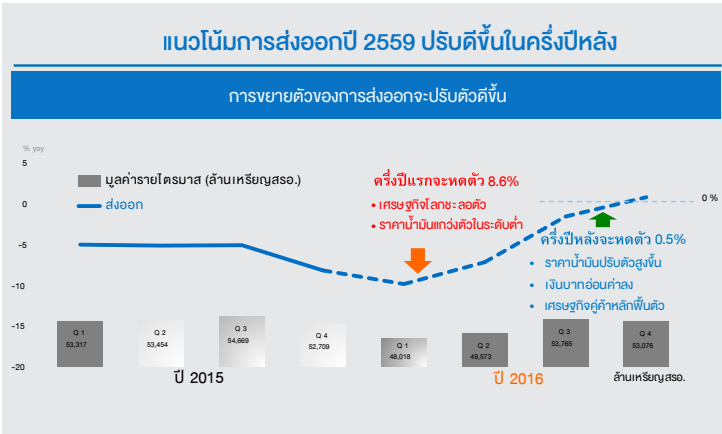 แนวโน้มการส่งออกปี 2559 ปรับดีขึ้นในครึ่งปีหลัง
การขยายตัวของการส่งออกจะปรับตัวดีขึ้น
% yoy
5
0
-5
-10
-15
-20
มูลค่ารายไตรมาส (ล้านเหรียญสรอ.)
ส่งออก
ครึ่งปีแรกจะหดตัว 8.6%
• เศรษฐกิจโลกชะลอตัว
• ราคาน้ำมันแกว่งตัวในระดับต่ำ
0 %
ครึ่งปีหลังจะหดตัว 0.5%
• ราคาน้ำมันปรับตัวสูงขึ้น
• เงินบาทอ่อนค่าลง
• เศรษฐกิจคู่ค้าหลักฟื้นตัว
Q 1
53,317
Q 2
53,454
Q 3
54,669
Q 4
52,709
Q 1
48,018
Q 2
49,573
Q 3
53,765
Q 4
53,076
ปี 2015
ปี 2016
ล้านเหรียญสรอ.